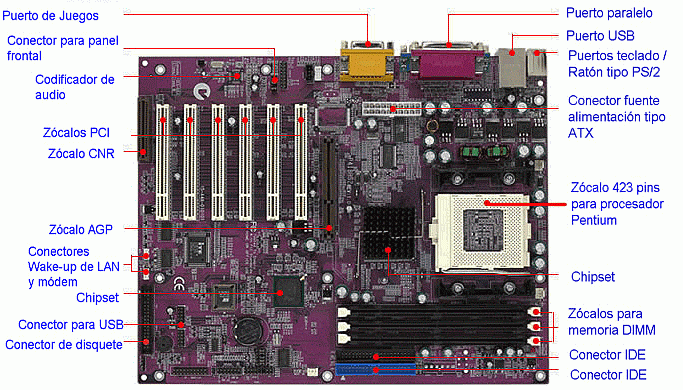 Puerto de Juegos
Conector para panel
frontal
Codificador de
audio
Zócalos PCI
Zócalo CNR
Zócalo AGP
Conectores
Wake-up de LAN
y módem
Chipset
Conector para USB
Conector de disquete
Puerto paralelo
Puerto USB
Puertos teclado /
Ratón tipo PS/2
Conector fuente
alimentación tipo
ATX
Zócalo 423 pins
para procesador
Pentium
Chipset
Zócalos para
memoria DIMM
Conector IDE
Conector IDE